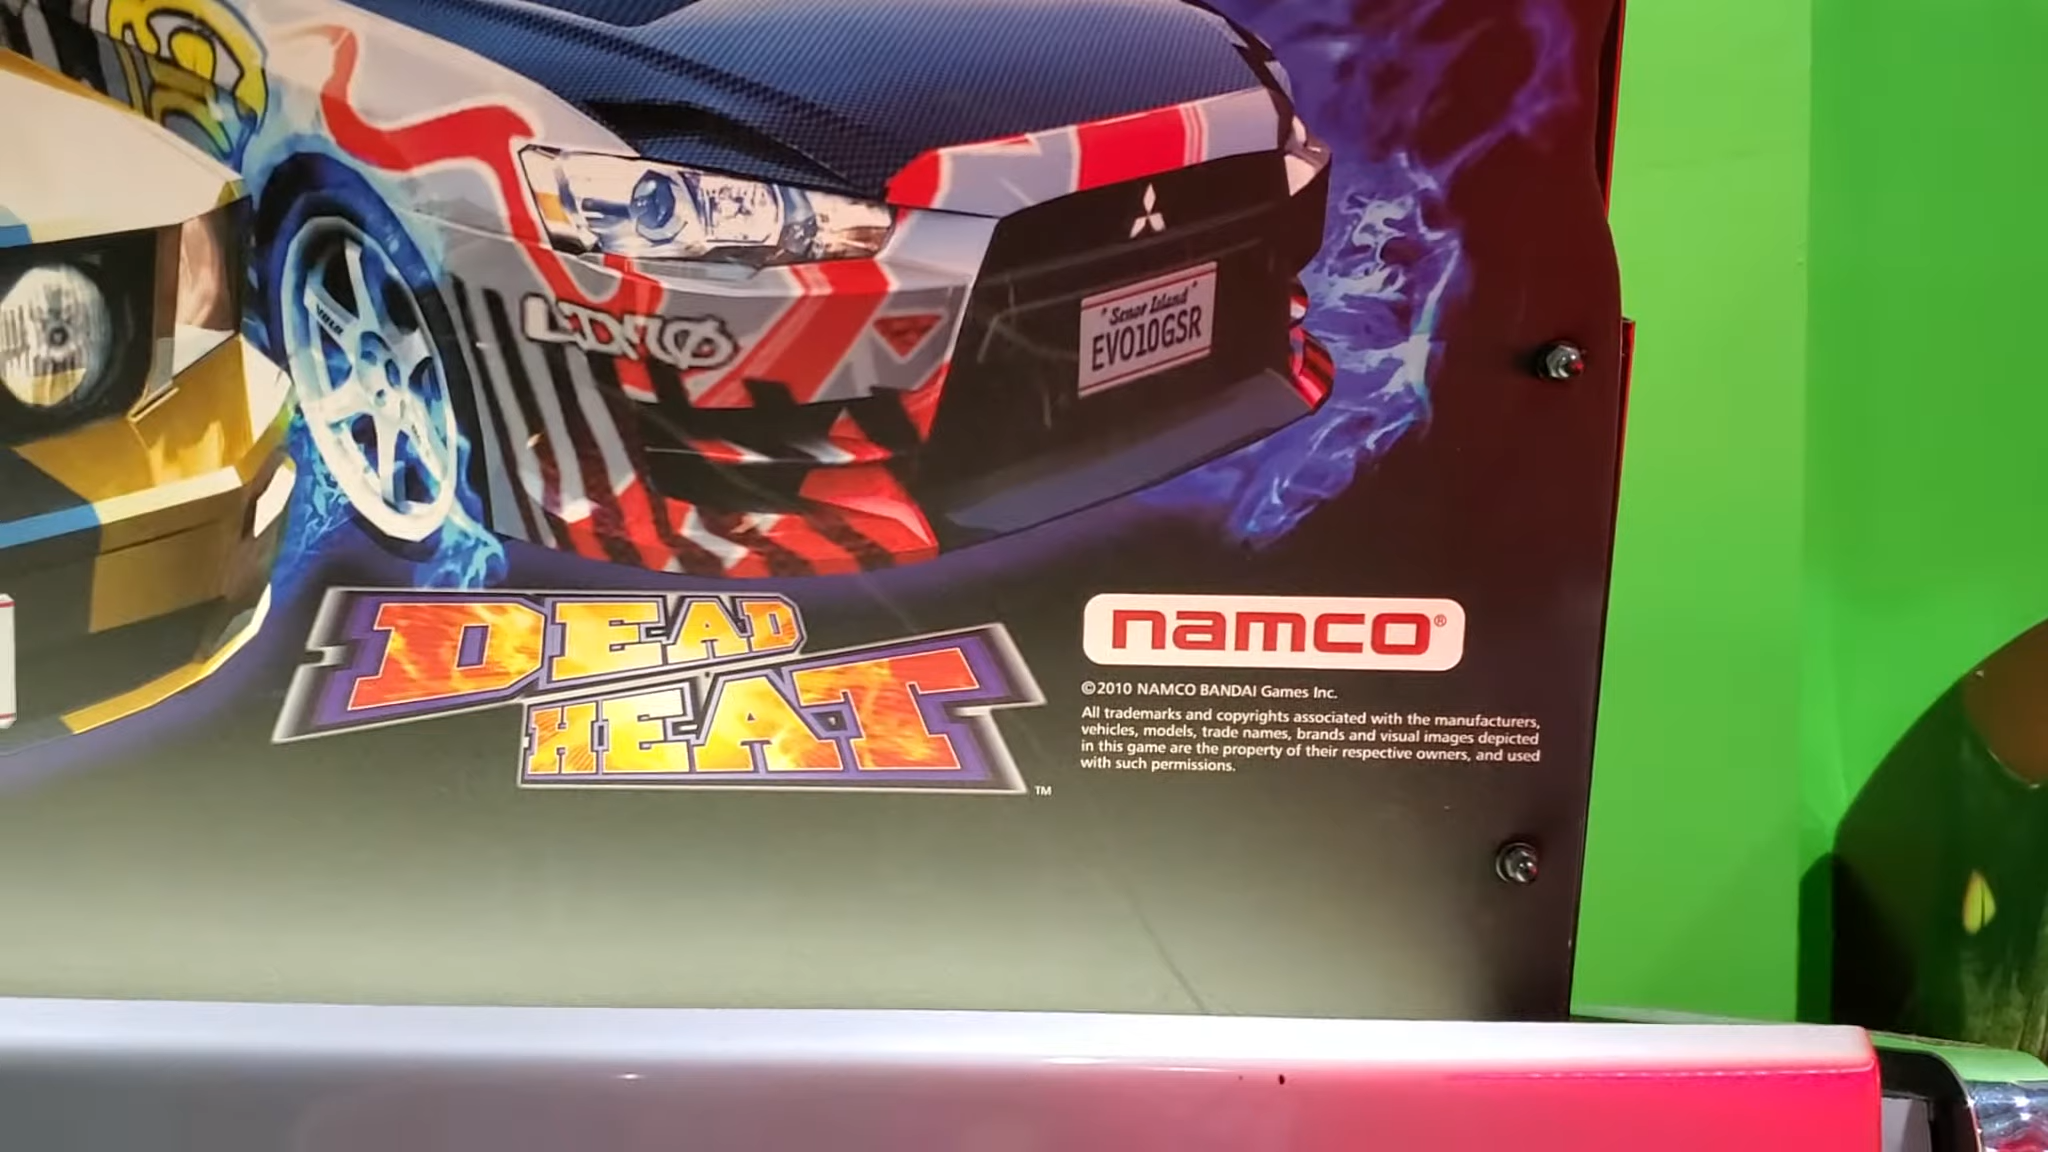 "Senor Island"
EVO10GSR
DEAD
HEAT
™
namco®
©2010 NAMCO BANDAI Games Inc.
All trademarks and copyrights associated with the manufacturers,
vehicles, models, trade names, brands and visual images depicted
in this game are the property of their respective owners, and used
with such permissions.